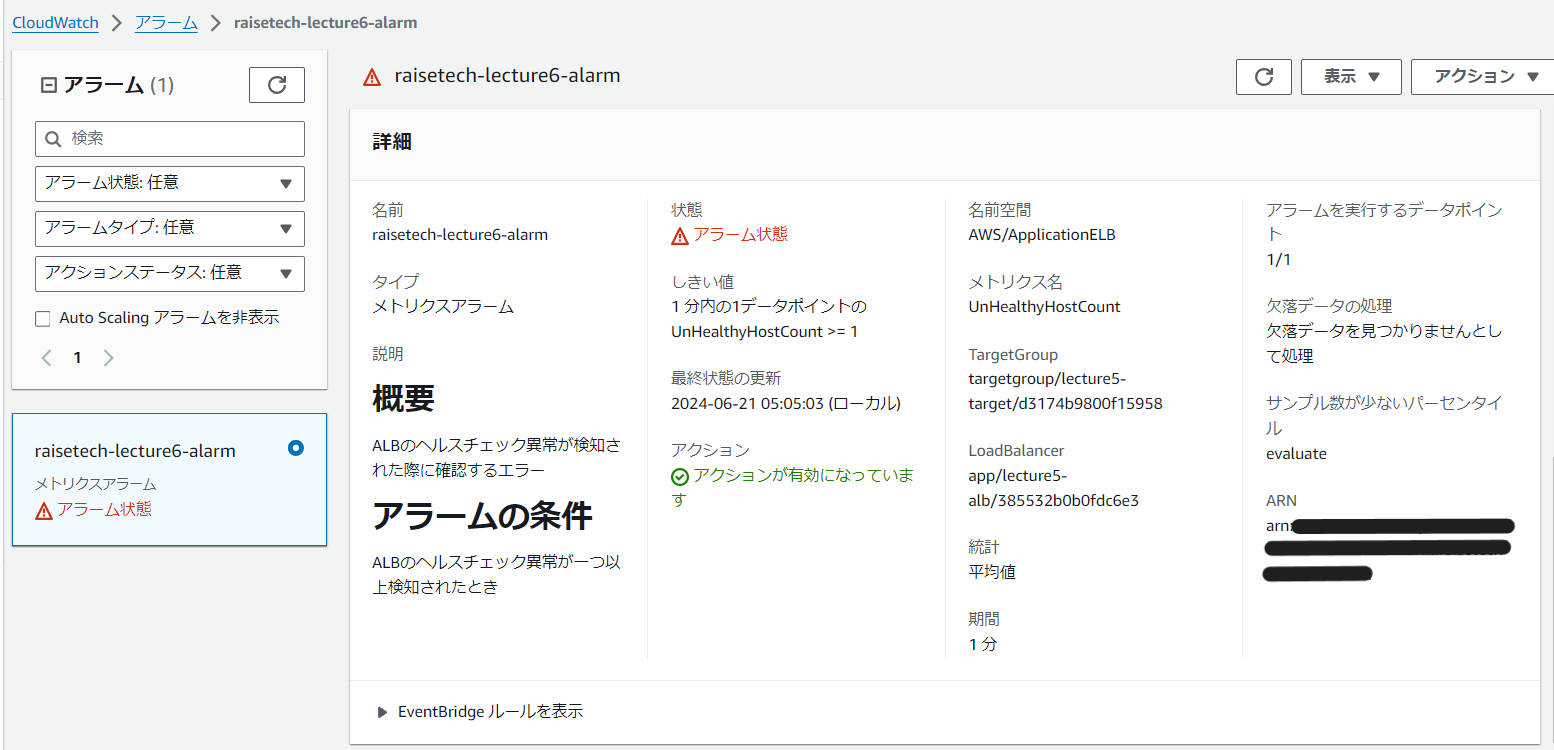 CloudWatch > アラーム > raisetech-lecture6-alarm
アラーム (1)
検索
アラーム状態: 任意
アラームタイプ: 任意
アクションステータス: 任意
Auto Scaling アラームを非表示
1
raisetech-lecture6-alarm
メトリクスアラーム
アラーム状態
raisetech-lecture6-alarm
表示
アクション
詳細
名前
raisetech-lecture6-alarm
タイプ
メトリクスアラーム
説明
概要
ALBのヘルスチェック異常が検知さ
れた際に確認するエラー
アラームの条件
ALBのヘルスチェック異常が一つ以
上検知されたとき
状態
アラーム状態
しきい値
1 分内の1データポイントの
UnHealthyHostCount >= 1
最終状態の更新
2024-06-21 05:05:03 (ローカル)
アクション
アクションが有効になっていま
す
名前空間
AWS/ApplicationELB
メトリクス名
UnHealthyHostCount
TargetGroup
targetgroup/lecture5-
target/d3174b9800f15958
LoadBalancer
app/lecture5-
alb/385532b0b0fdc6e3
統計
平均値
期間
1 分
アラームを実行するデータポイン
ト
1/1
欠落データの処理
欠落データを見つかりませんとし
て処理
サンプル数が少ないパーセンタイ
ル
evaluate
ARN
arn:
EventBridge ルールを表示